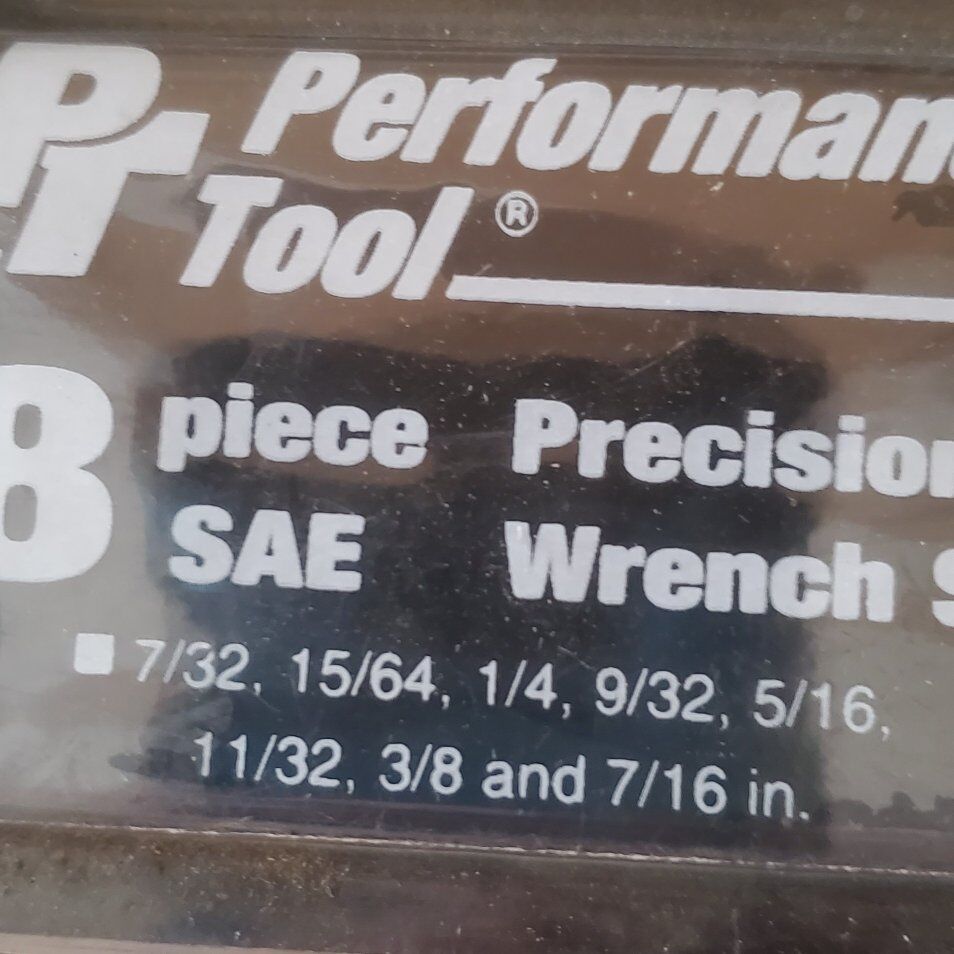 PT Performan
Tool®
8 piece Precision
SAE Wrench S
■ 7/32, 15/64, 1/4, 9/32, 5/16,
11/32, 3/8 and 7/16 in.